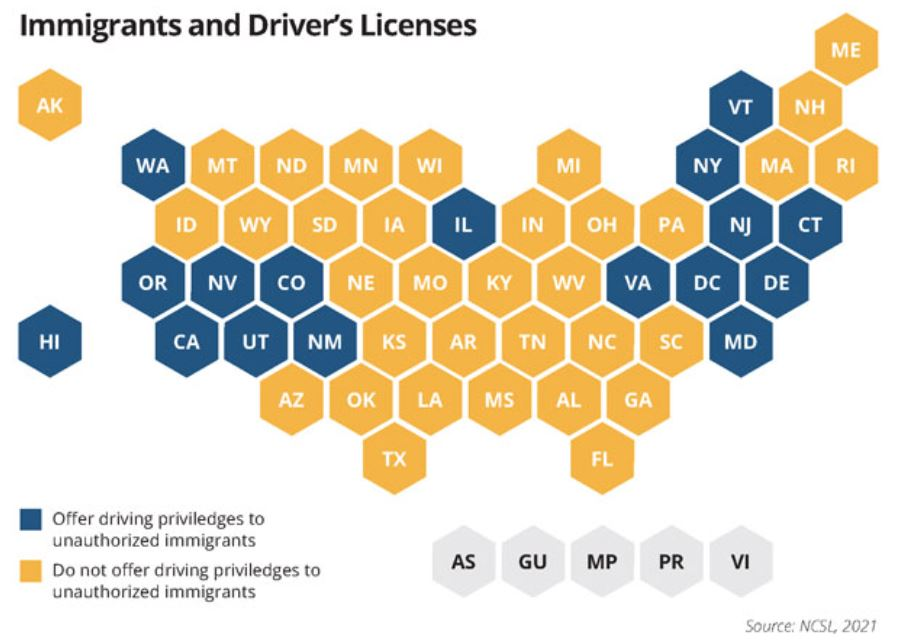 Immigrants and Driver's Licenses
ME
AK
VT NH
WA MT ND MN WI MI NY MA RI
ID WY SD IA IL IN OH PA NJ CT
OR NV CO NE MO KY WV VA DC DE
HI CA UT NM KS AR TN NC SC MD
AZ OK LA MS AL GA
TX FL
Offer driving priviledges to
unauthorized immigrants
Do not offer driving priviledges to
unauthorized immigrants
AS GU MP PR VI
Source: NCSL, 2021